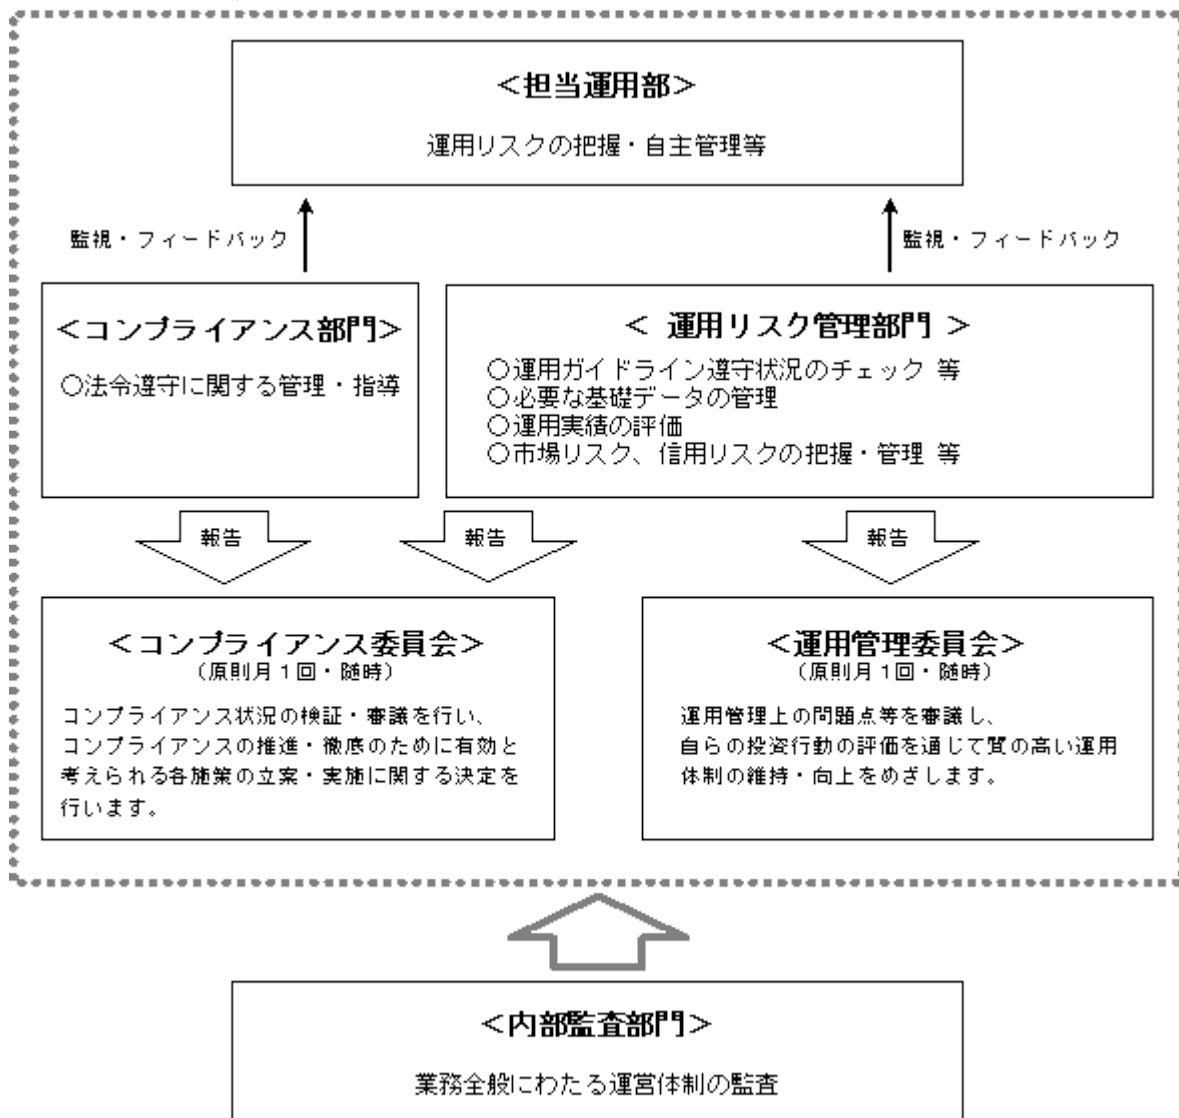 ＜担当運用部＞
運用リスクの把握・自主管理等
監視・フィードバック
監視・フィードバック
＜コンプライアンス部門＞
○法令遵守に関する管理・指導
＜ 運用リスク管理部門 ＞
○運用ガイドライン遵守状況のチェック 等
○必要な基礎データの管理
○運用実績の評価
○市場リスク、信用リスクの把握・管理 等
報告
報告
報告
＜コンプライアンス委員会＞
（原則月１回・随時）
コンプライアンス状況の検証・審議を行い、
コンプライアンスの推進・徹底のために有効と
考えられる各施策の立案・実施に関する決定を
行います。
＜運用管理委員会＞
（原則月１回・随時）
運用管理上の問題点等を審議し、
自らの投資行動の評価を通じて質の高い運用
体制の維持・向上をめざします。
＜内部監査部門＞
業務全般にわたる運営体制の監査